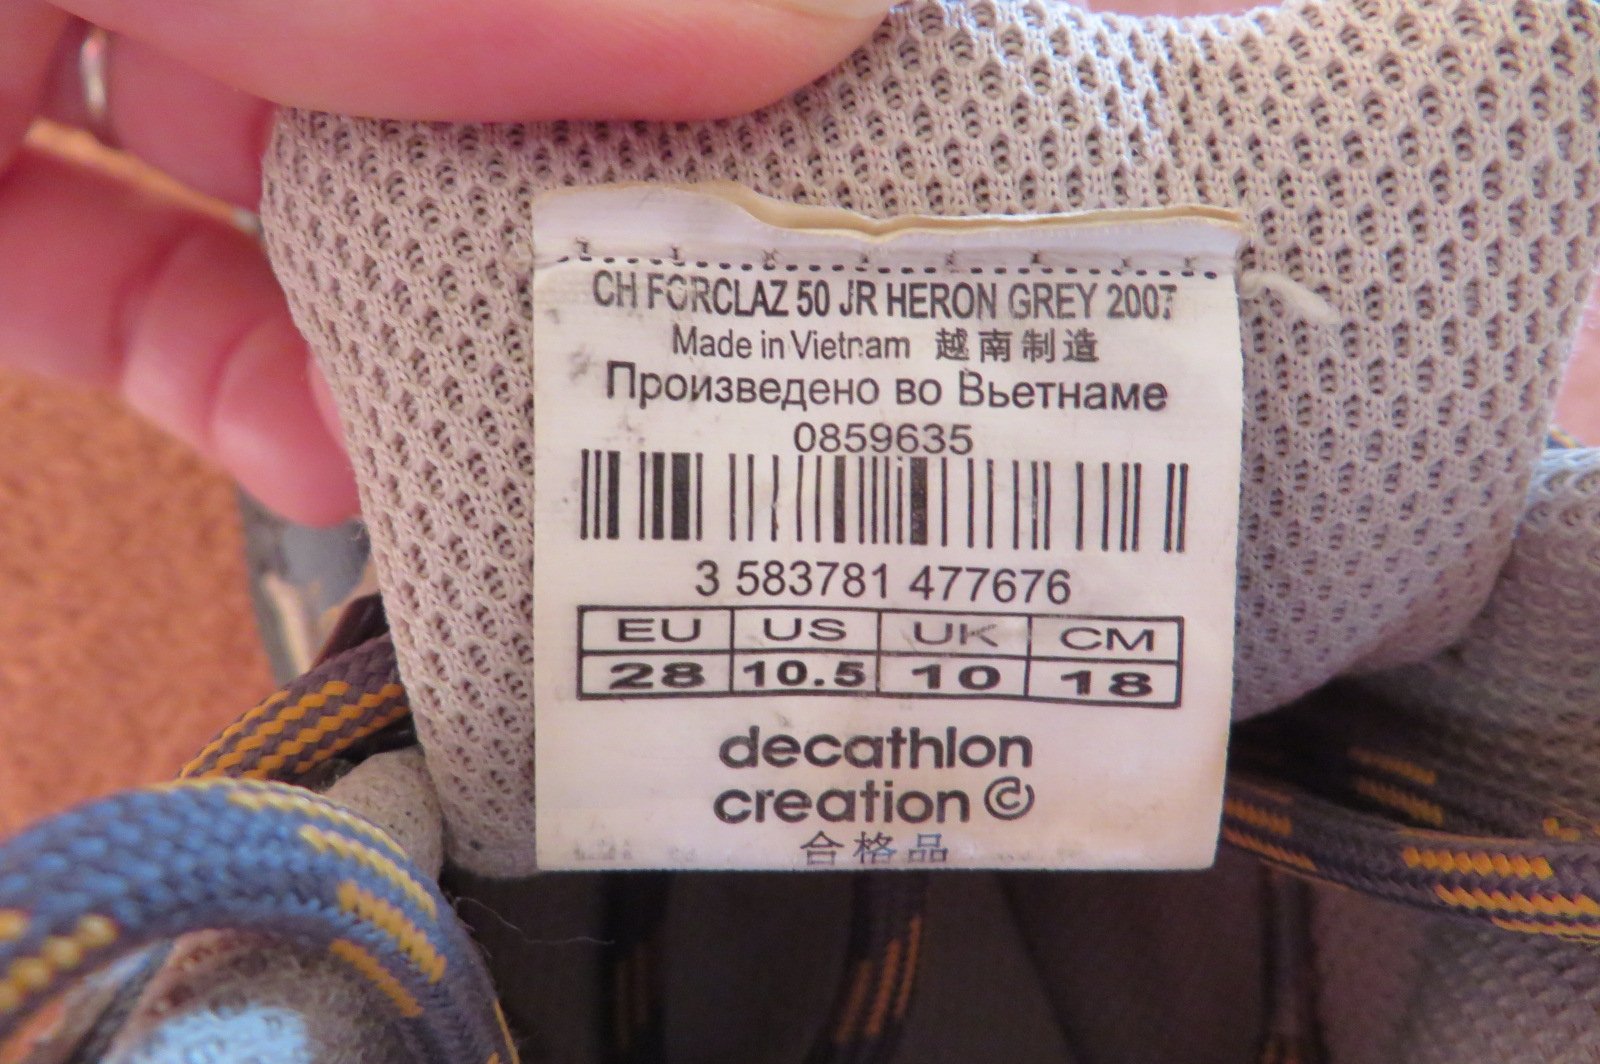 CH FORCLAZ 50 JR HERON GREY 2007
Made in Vietnam 越南制造
Произведено во Вьетнаме
0859635
3 583781 477676
EU US UK CM
28 10.5 10 18
decathlon
creation ©
合格品